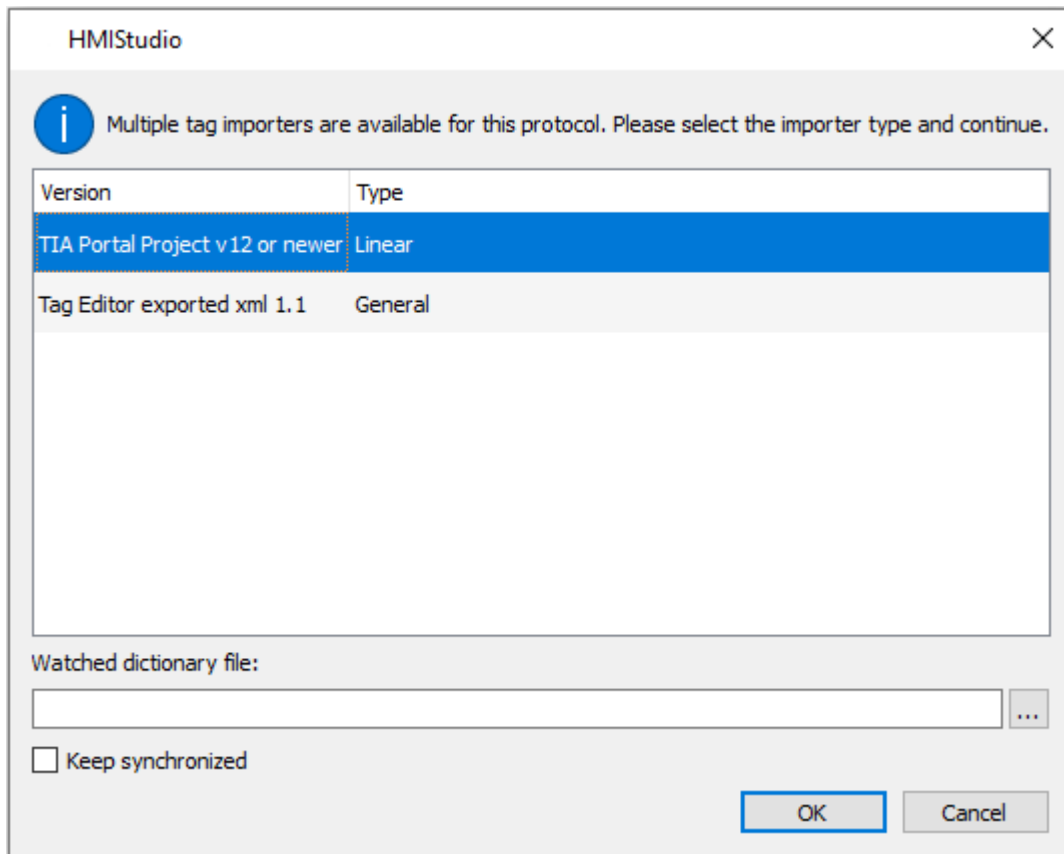 HMIStudio
i
Multiple tag importers are available for this protocol. Please select the importer type and continue.
Version Type
TIA Portal Project v12 or newer Linear
Tag Editor exported xml 1.1 General
Watched dictionary file:
...
Keep synchronized
OK Cancel